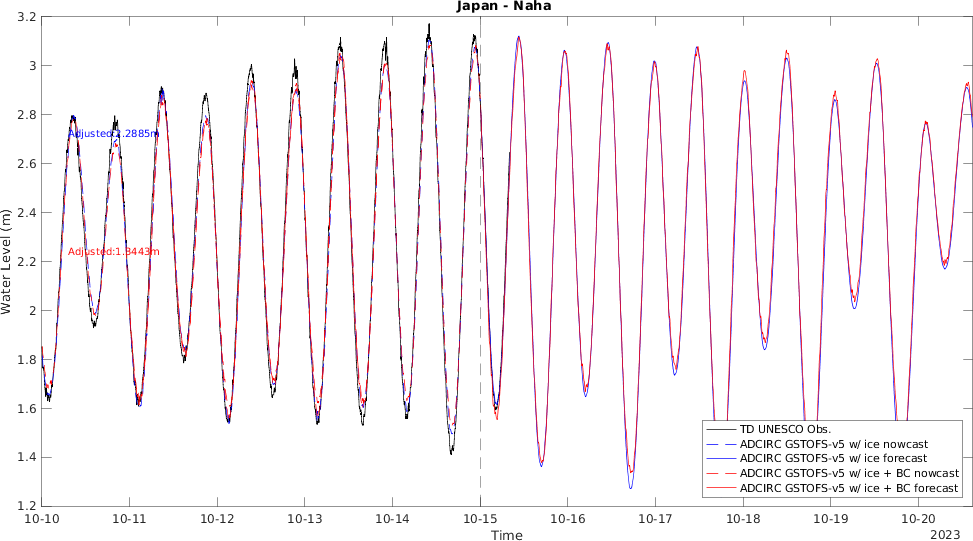 Japan - Naha
Water Level (m)
3.2
3
2.8
2.6
2.4
2.2
2
1.8
1.6
1.4
1.2
Adjusted:2.2885m
Adjusted:1.8443m
TD UNESCO Obs.
ADCIRC GSTOFS-v5 w/ ice nowcast
ADCIRC GSTOFS-v5 w/ ice forecast
ADCIRC GSTOFS-v5 w/ ice + BC nowcast
ADCIRC GSTOFS-v5 w/ ice + BC forecast
10-10 10-11 10-12 10-13 10-14 10-15 10-16 10-17 10-18 10-19 10-20
2023
Time